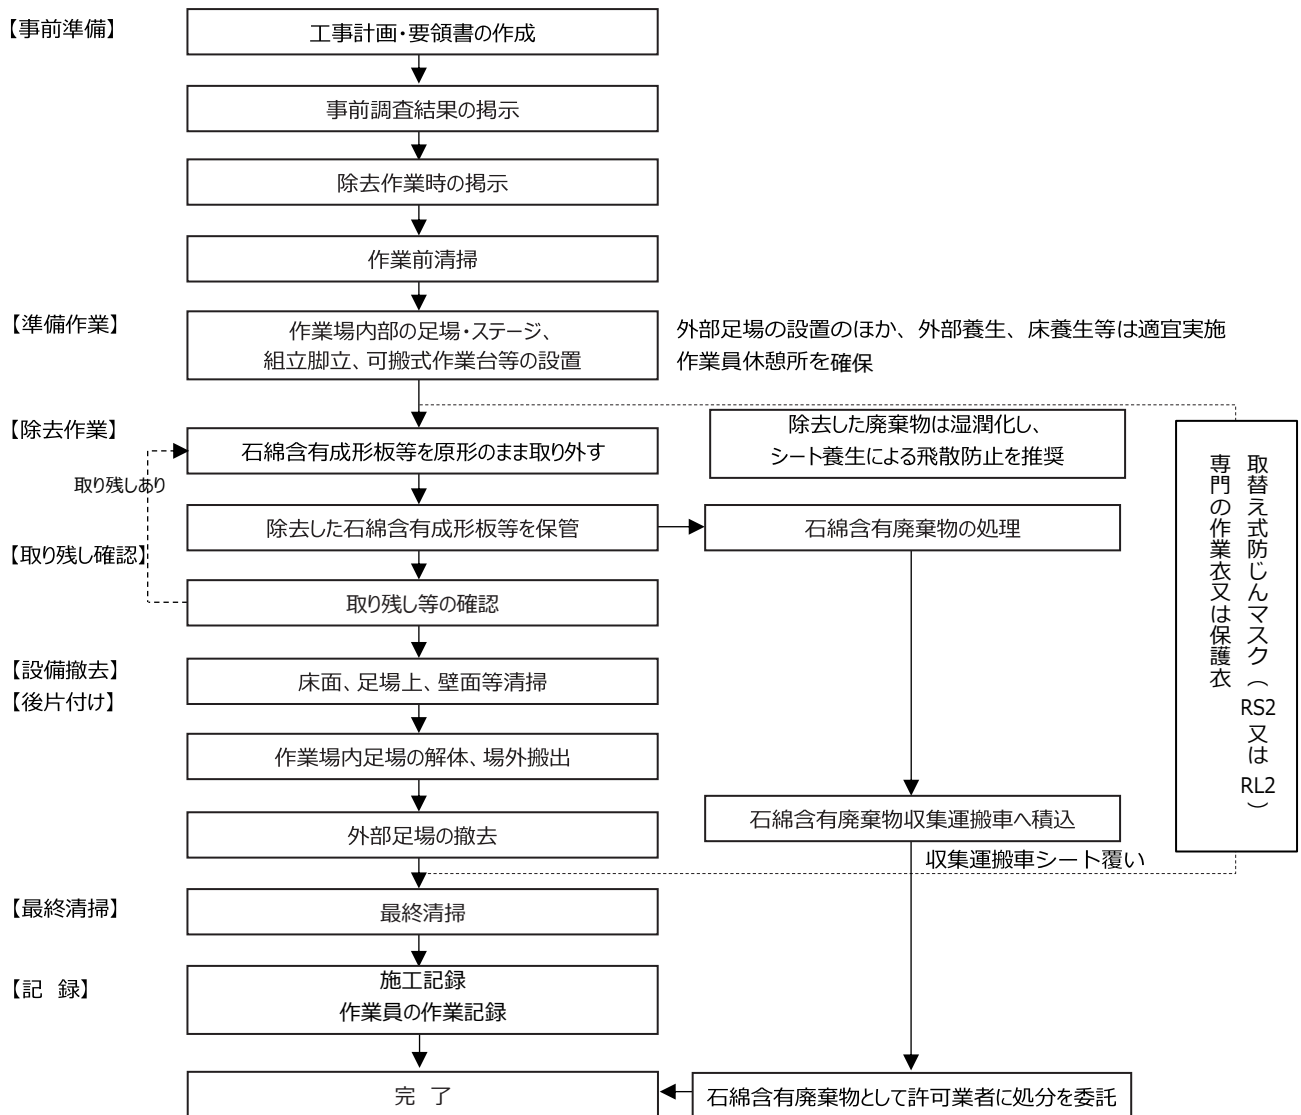 【事前準備】
工事計画・要領書の作成
事前調査結果の掲示
除去作業時の掲示
作業前清掃
【準備作業】
作業場内部の足場・ステージ、
組立脚立、可搬式作業台等の設置
外部足場の設置のほか、外部養生、床養生等は適宜実施
作業員休憩所を確保
【除去作業】
石綿含有成形板等を原形のまま取り外す
除去した廃棄物は湿潤化し、
シート養生による飛散防止を推奨
取り残しあり
除去した石綿含有成形板等を保管
石綿含有廃棄物の処理
【取り残し確認】
取り残し等の確認
取替え式防じんマスク（RS2又はRL2）
専門の作業衣又は保護衣
【設備撤去】
【後片付け】
床面、足場上、壁面等清掃
作業場内足場の解体、場外搬出
外部足場の撤去
石綿含有廃棄物収集運搬車へ積込
収集運搬車シート覆い
【最終清掃】
最終清掃
【記　録】
施工記録
作業員の作業記録
完　了
石綿含有廃棄物として許可業者に処分を委託